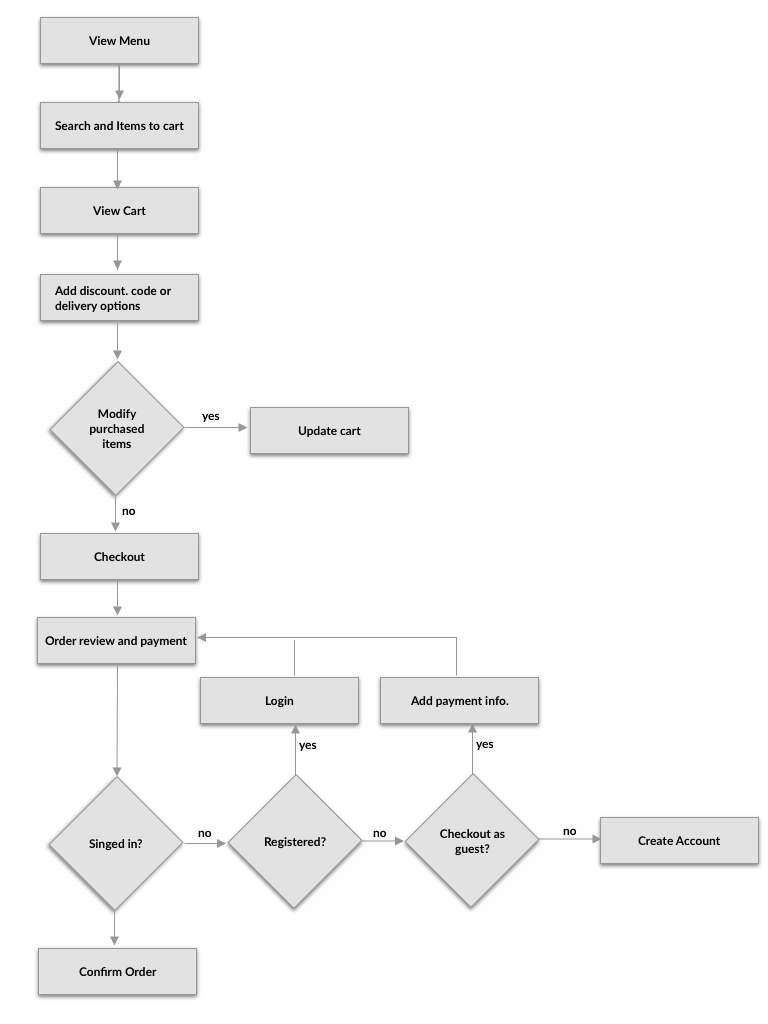 View Menu
Search and Items to cart
View Cart
Add discount. code or
delivery options
Modify
purchased
items
yes
Update cart
no
Checkout
Order review and payment
Login
Add payment info.
yes
yes
Singed in?
no
Registered?
no
Checkout as
guest?
no
Create Account
Confirm Order